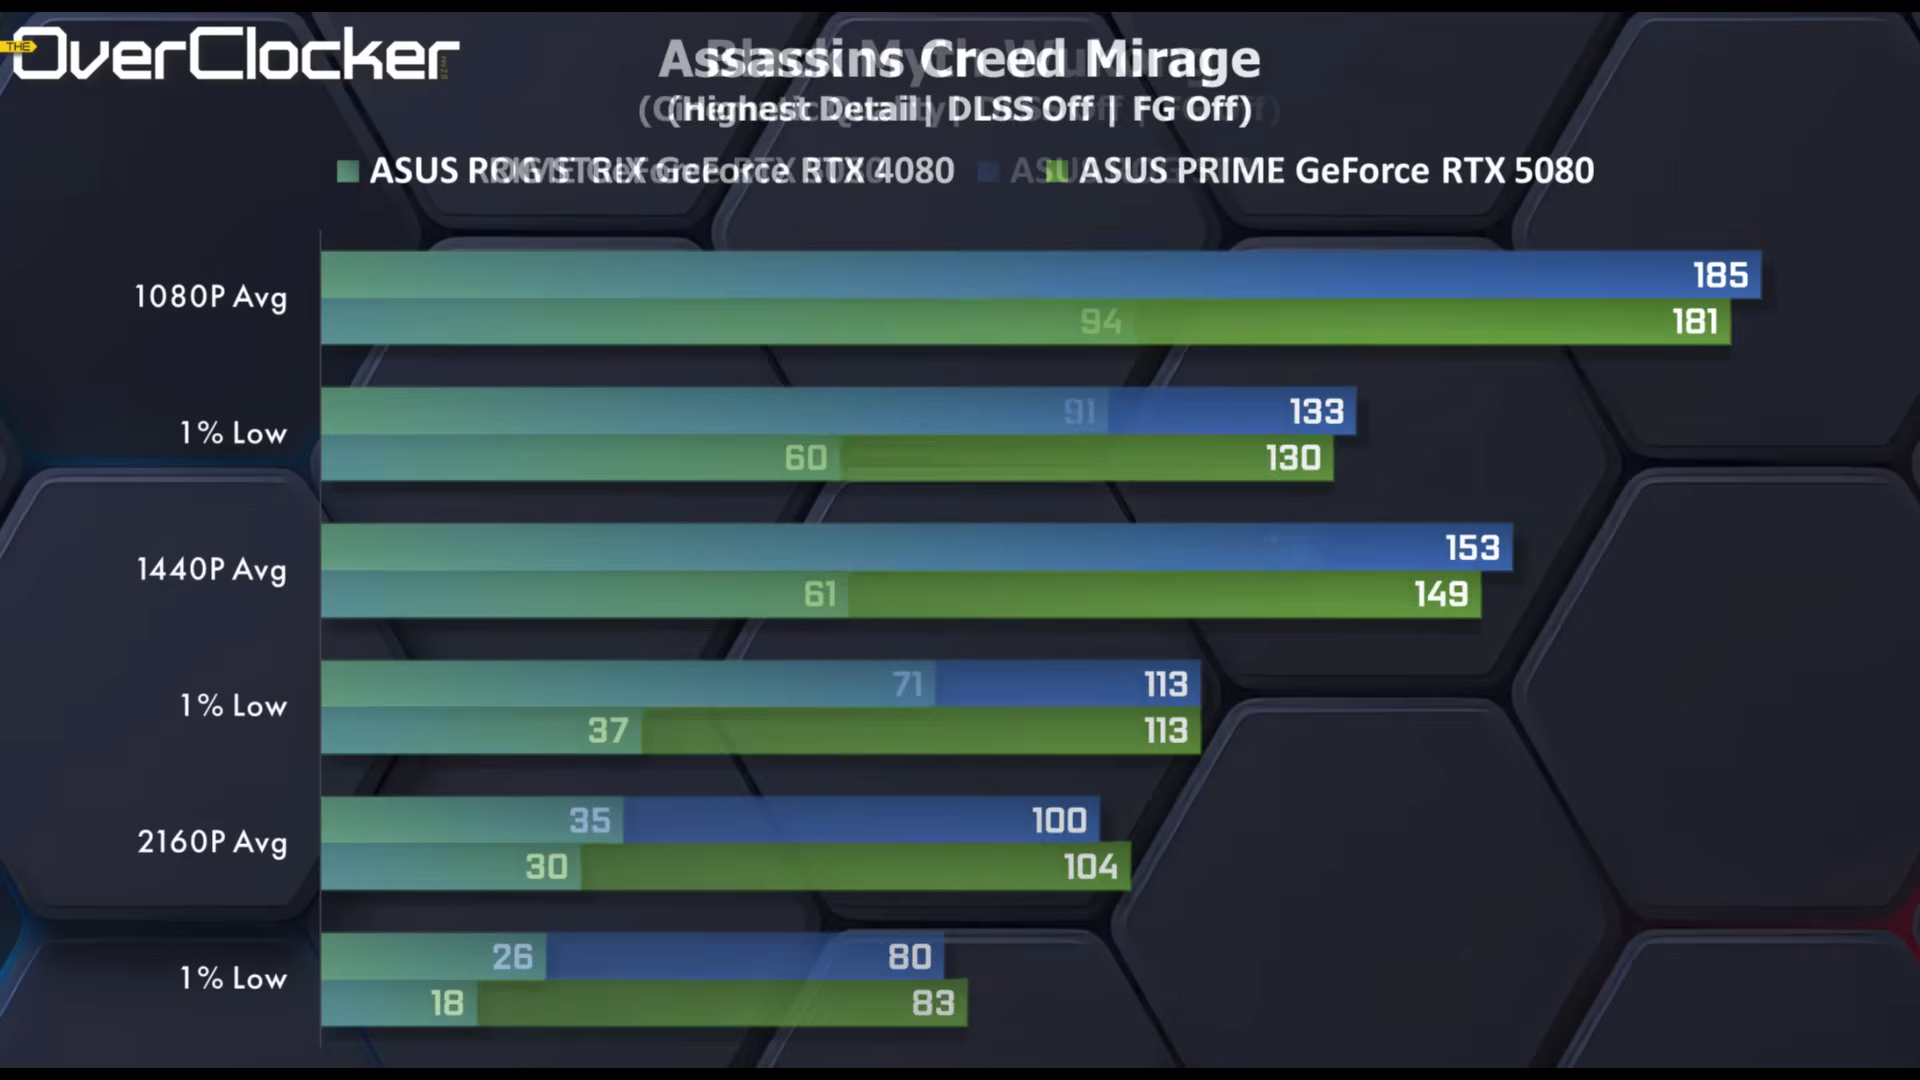 THE OverClocker
Assassins Creed Mirage
(Highest Detail | DLSS Off | FG Off)
ASUS ROG STRIX GeForce RTX 4080 ASUS PRIME GeForce RTX 5080
1080P Avg 185
94 181
1% Low 91 133
60 130
1440P Avg 153
61 149
1% Low 71 113
37 113
2160P Avg 35 100
30 104
1% Low 26 80
18 83